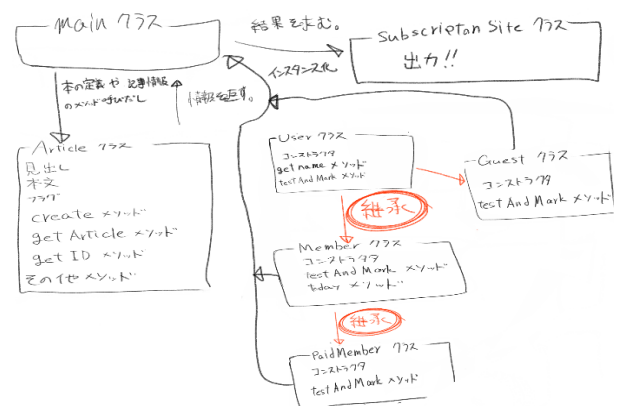 main クラス
結果を求む。
Subscriptan Site クラス
出力!!
インスタンス化
本の定義や 記事情報
のメソッド呼びだし
情報を返す。
Article クラス
見出し
本文
フラグ
create メソッド
get Article メソッド
get ID メソッド
その他メソッド
User クラス
コンストラクタ
get name メソッド
test And Mark メソッド
Guest クラス
コンストラクタ
test And Mark メソッド
継承
Member クラス
コンストラクタ
test And Mark メソッド
today メソッド
継承
PaidMember クラス
コンストラクタ
test And Mark メソッド